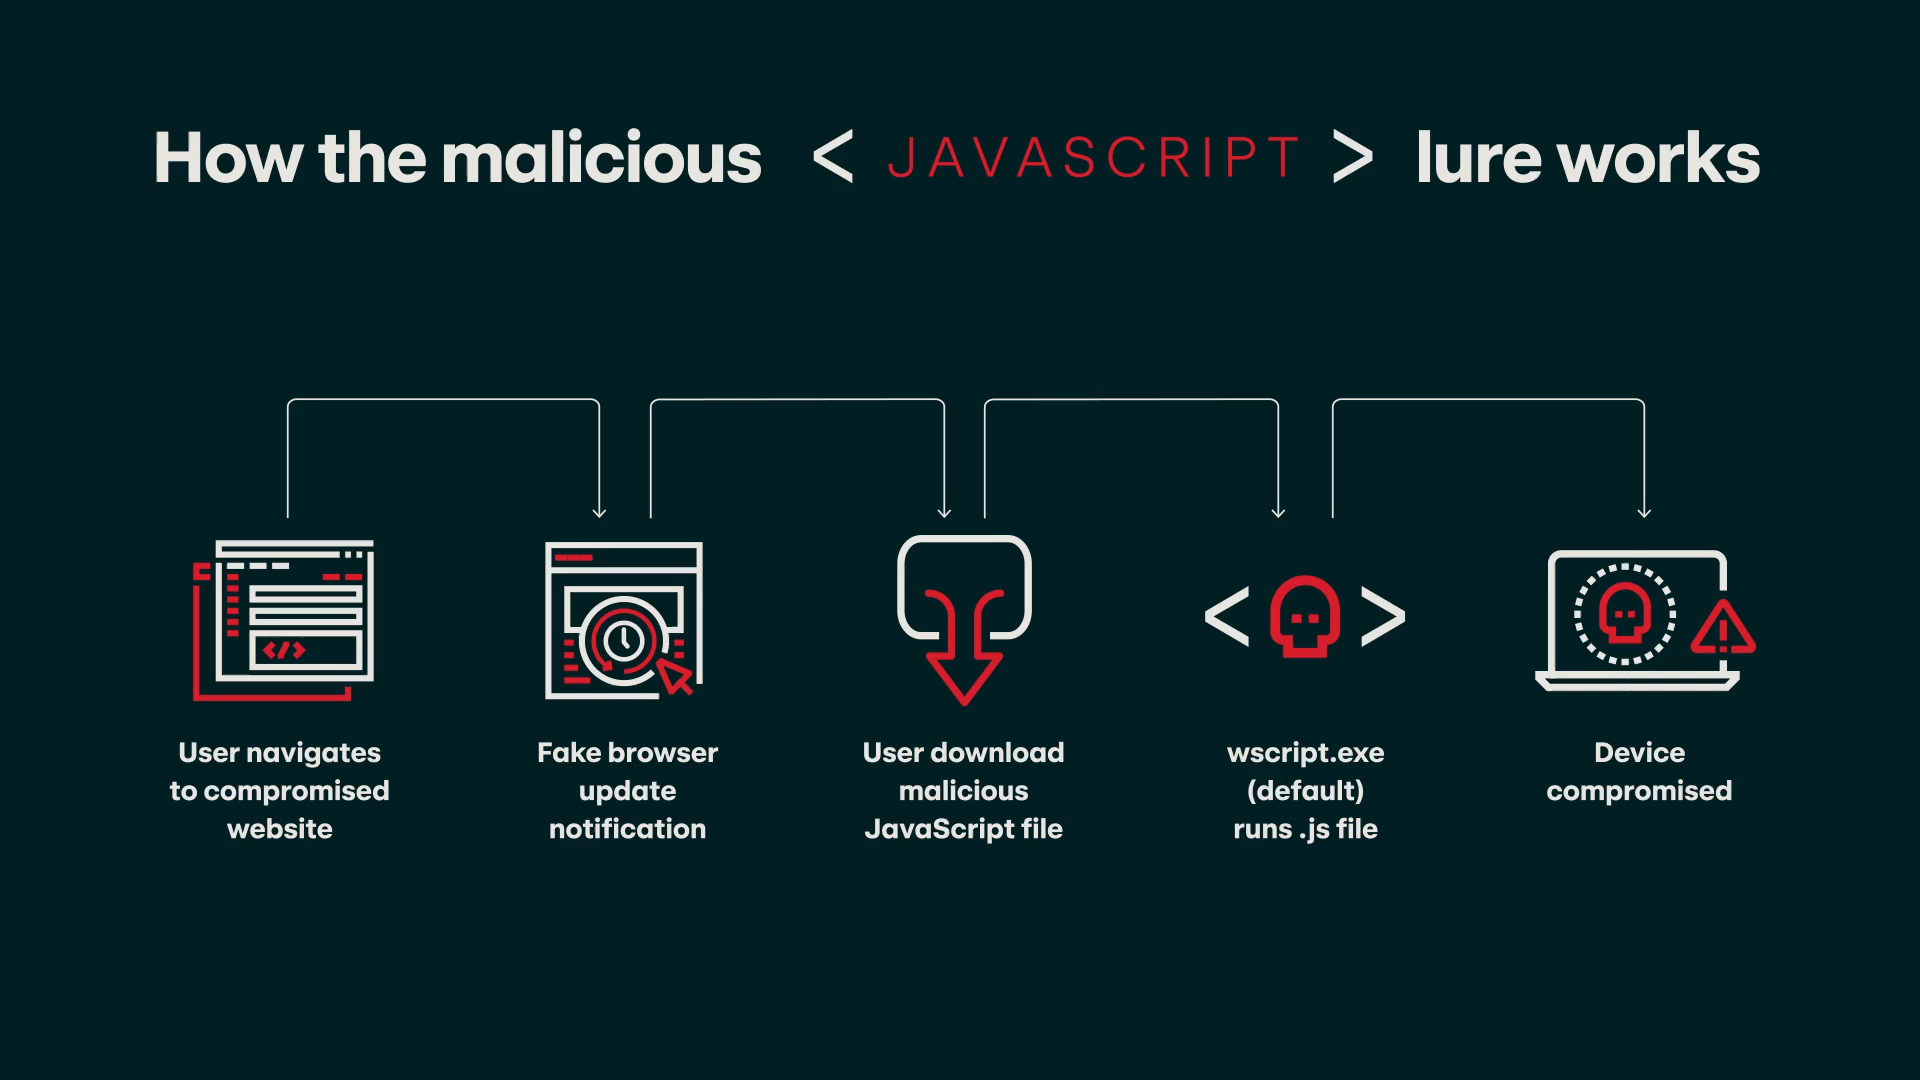 How the malicious < JAVASCRIPT > lure works
</>
User navigates
to compromised
website
Fake browser
update
notification
User download
malicious
JavaScript file
< >
wscript.exe
(default)
runs .js file
!
Device
compromised